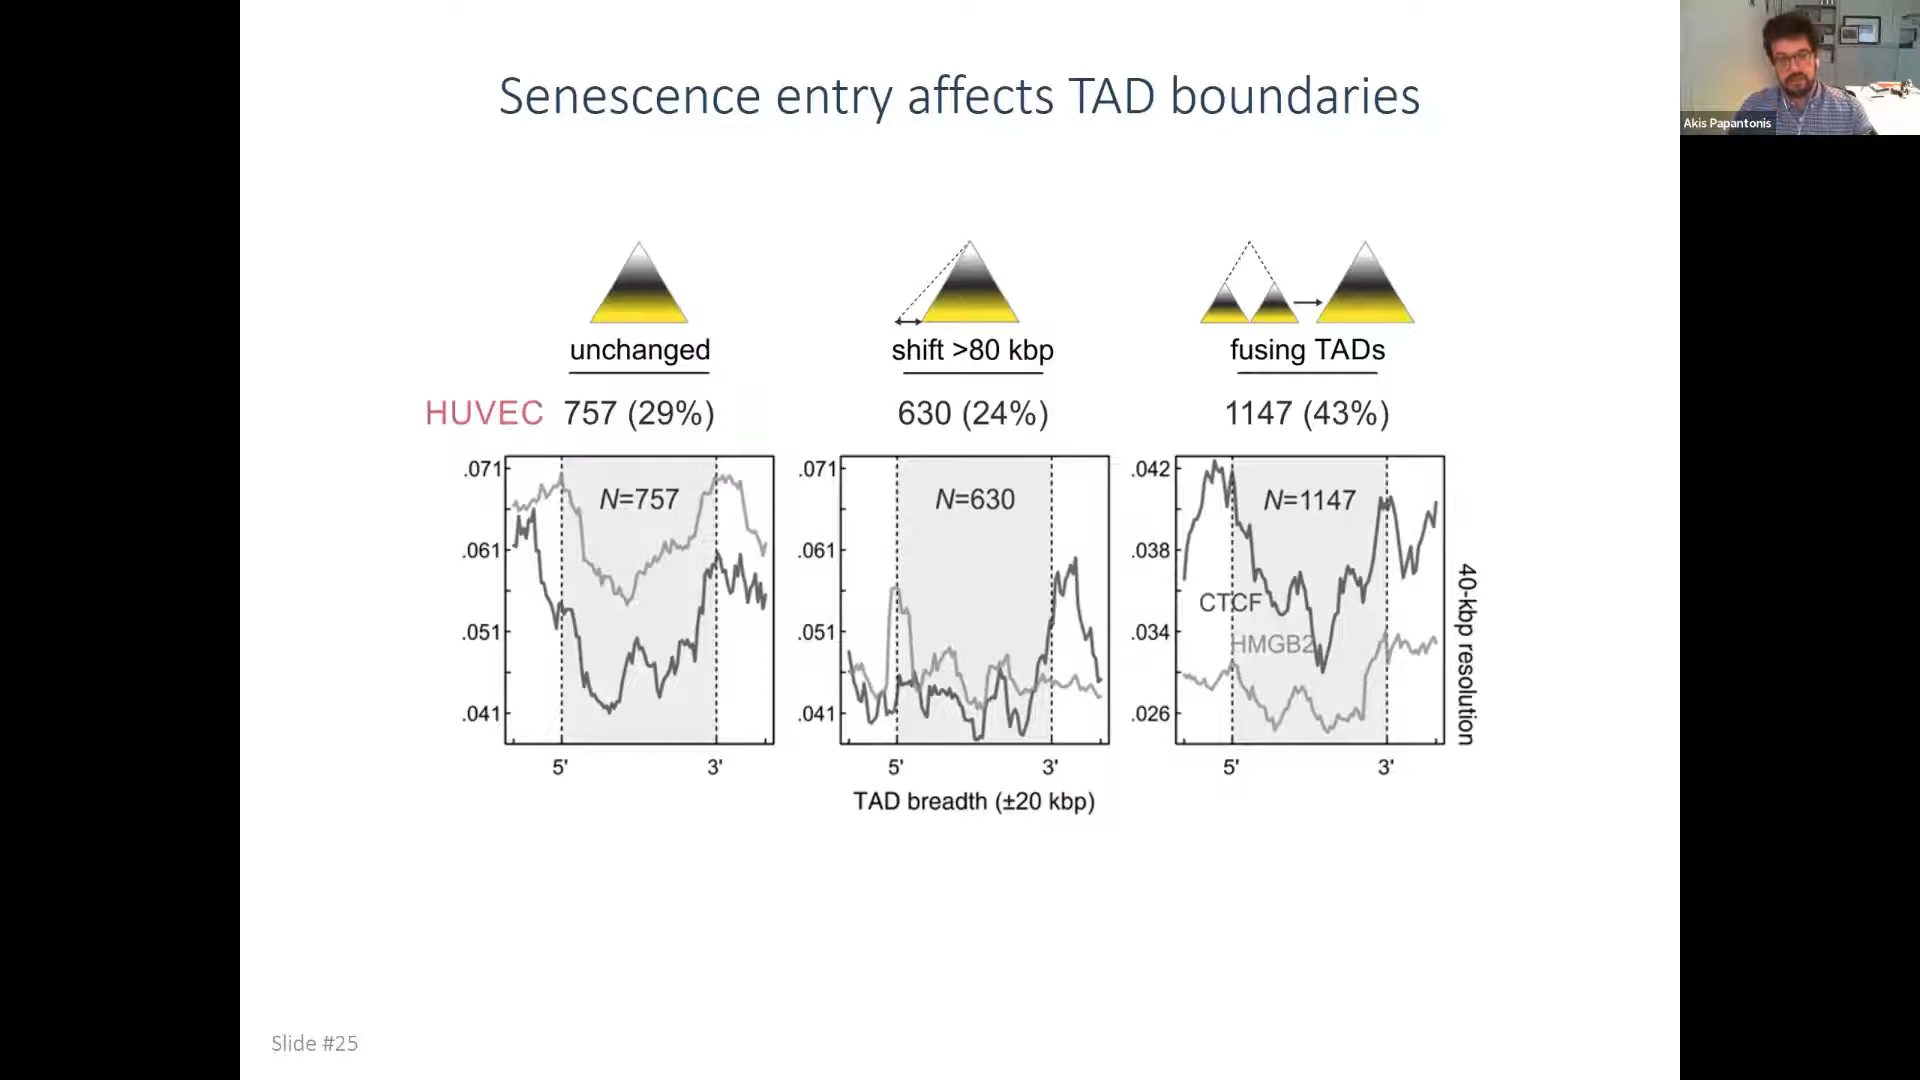 Senescence entry affects TAD boundaries
Akis Papantonis
unchanged
shift >80 kbp
fusing TADs
HUVEC 757 (29%)
630 (24%)
1147 (43%)
.071
.061
.051
.041
N=757
5'
3'
.071
.061
.051
.041
N=630
5'
3'
.042
.038
.034
.026
N=1147
CTCF
HMGB2
5'
3'
40-kbp resolution
TAD breadth (±20 kbp)
Slide #25